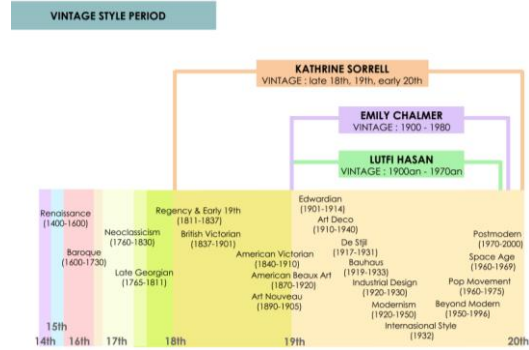 VINTAGE STYLE PERIOD
KATHRINE SORRELL
VINTAGE : late 18th, 19th, early 20th
EMILY CHALMER
VINTAGE : 1900 - 1980
LUTFI HASAN
VINTAGE : 1900an - 1970an
Renaissance
(1400-1600)
Baroque
(1600-1730)
Neoclassicism
(1760-1830)
Late Georgian
(1765-1811)
Regency & Early 19th
(1811-1837)
British Victorian
(1837-1901)
American Victorian
(1840-1910)
American Beaux Art
(1870-1920)
Art Nouveau
(1890-1905)
Edwardian
(1901-1914)
Art Deco
(1910-1940)
De Stjil
(1917-1931)
Bauhaus
(1919-1933)
Industrial Design
(1920-1930)
Modernism
(1920-1950)
Internasional Style
(1932)
Postmodern
(1970-2000)
Space Age
(1960-1969)
Pop Movement
(1960-1975)
Beyond Modern
(1950-1996)
15th
14th 16th 17th 18th 19th 20th